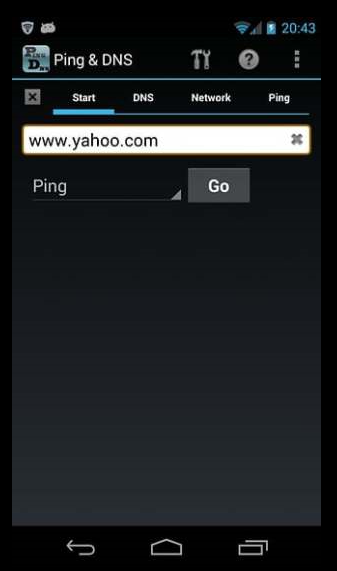 20:43
Ping & DNS
Start DNS Network Ping
www.yahoo.com
Ping Go